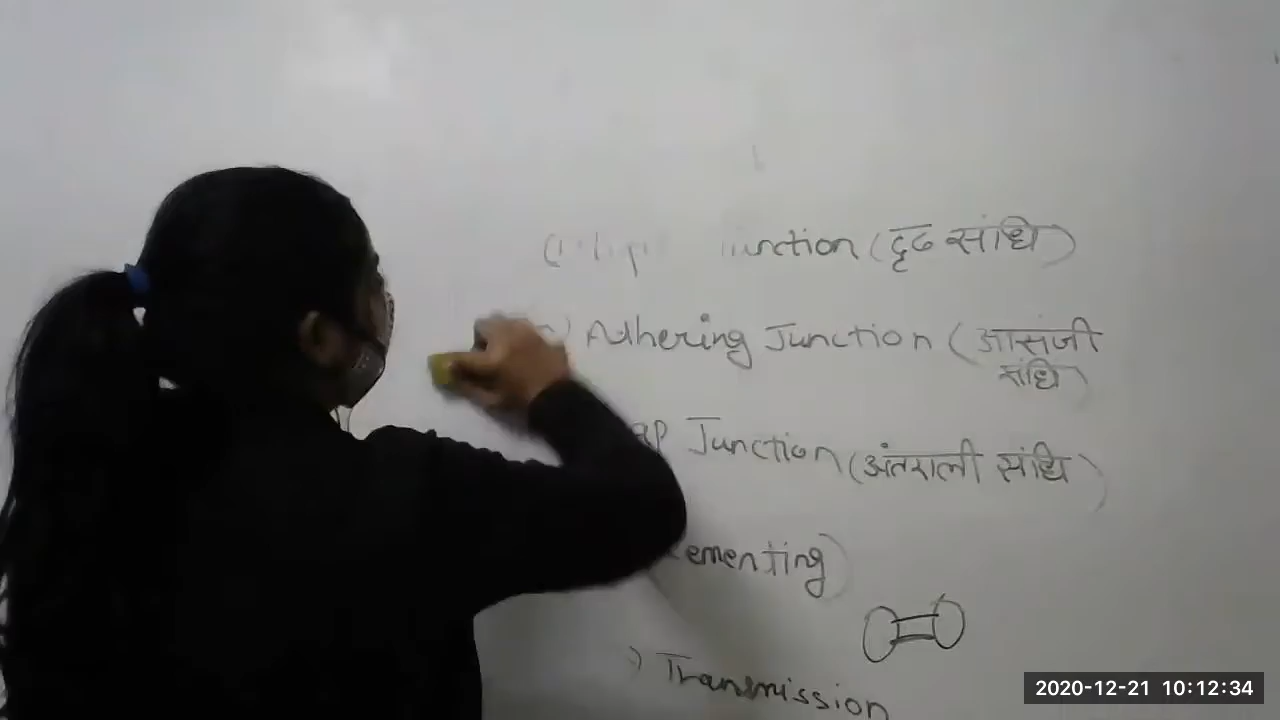 Junction (दृढ संधि)
Adhering Junction (आसंजी
संधि)
Junction (अंतराली संधि)
ementing)
Transmission
2020-12-21 10:12:34